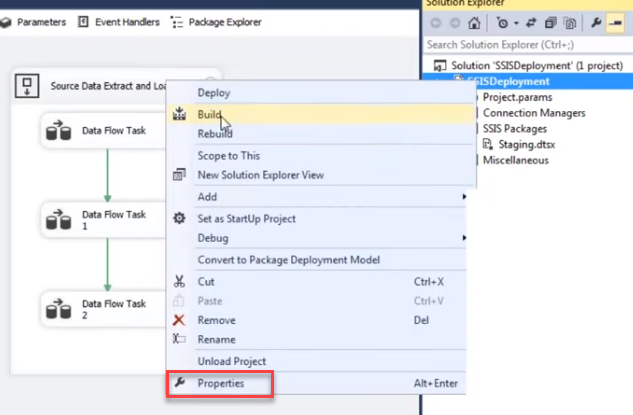 Solution Explorer
Parameters Event Handlers Package Explorer
Search Solution Explorer (Ctrl+;)
Solution 'SSISDeployment' (1 project)
SSISDeployment
Project.params
Connection Managers
SSIS Packages
Staging.dtsx
Miscellaneous
Source Data Extract and Loa
Data Flow Task
Data Flow Task
1
Data Flow Task
2
Deploy
Build
Rebuild
Scope to This
New Solution Explorer View
Add
Set as StartUp Project
Debug
Convert to Package Deployment Model
Cut Ctrl+X
Paste Ctrl+V
Remove Del
Rename
Unload Project
Properties Alt+Enter